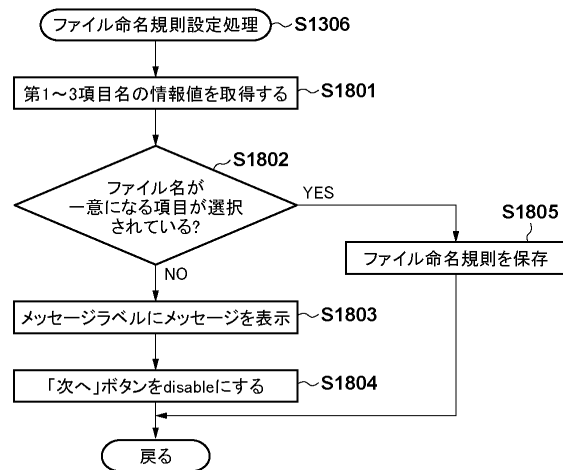 ファイル命名規則設定処理
S1306
第1～3項目名の情報値を取得する
S1801
S1802
ファイル名が
一意になる項目が選択
されている?
YES
S1805
ファイル命名規則を保存
NO
メッセージラベルにメッセージを表示
S1803
「次へ」ボタンをdisableにする
S1804
戻る